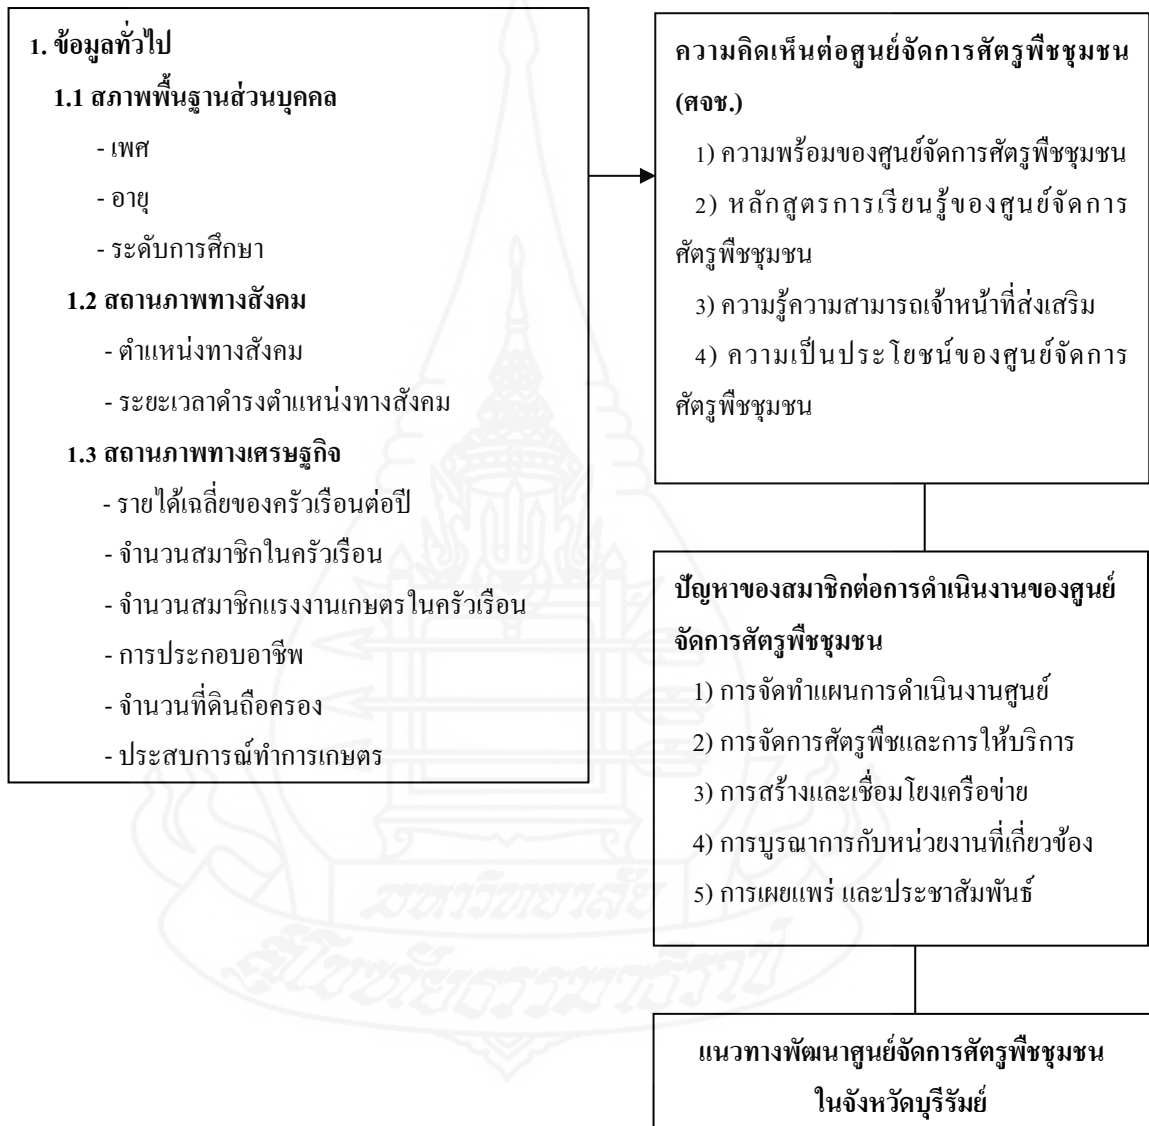 1. ข้อมูลทั่วไป
1.1 สภาพพื้นฐานส่วนบุคคล
- เพศ
- อายุ
- ระดับการศึกษา
1.2 สถานภาพทางสังคม
- ตำแหน่งทางสังคม
- ระยะเวลาดำรงตำแหน่งทางสังคม
1.3 สถานภาพทางเศรษฐกิจ
- รายได้เฉลี่ยของครัวเรือนต่อปี
- จำนวนสมาชิกในครัวเรือน
- จำนวนสมาชิกแรงงานเกษตรในครัวเรือน
- การประกอบอาชีพ
- จำนวนที่ดินถือครอง
- ประสบการณ์ทำการเกษตร
ความคิดเห็นต่อศูนย์จัดการศัตรูพืชชุมชน
(ศจช.)
1) ความพร้อมของศูนย์จัดการศัตรูพืชชุมชน
2) หลักสูตรการเรียนรู้ของศูนย์จัดการ
ศัตรูพืชชุมชน
3) ความรู้ความสามารถเจ้าหน้าที่ส่งเสริม
4) ความเป็นประโยชน์ของศูนย์จัดการ
ศัตรูพืชชุมชน
ปัญหาของสมาชิกต่อการดำเนินงานของศูนย์
จัดการศัตรูพืชชุมชน
1) การจัดทำแผนการดำเนินงานศูนย์
2) การจัดการศัตรูพืชและการให้บริการ
3) การสร้างและเชื่อมโยงเครือข่าย
4) การบูรณาการกับหน่วยงานที่เกี่ยวข้อง
5) การเผยแพร่ และประชาสัมพันธ์
แนวทางพัฒนาศูนย์จัดการศัตรูพืชชุมชน
ในจังหวัดบุรีรัมย์
มหาวิทยาลัย
สุโขทัยธรรมาธิราช